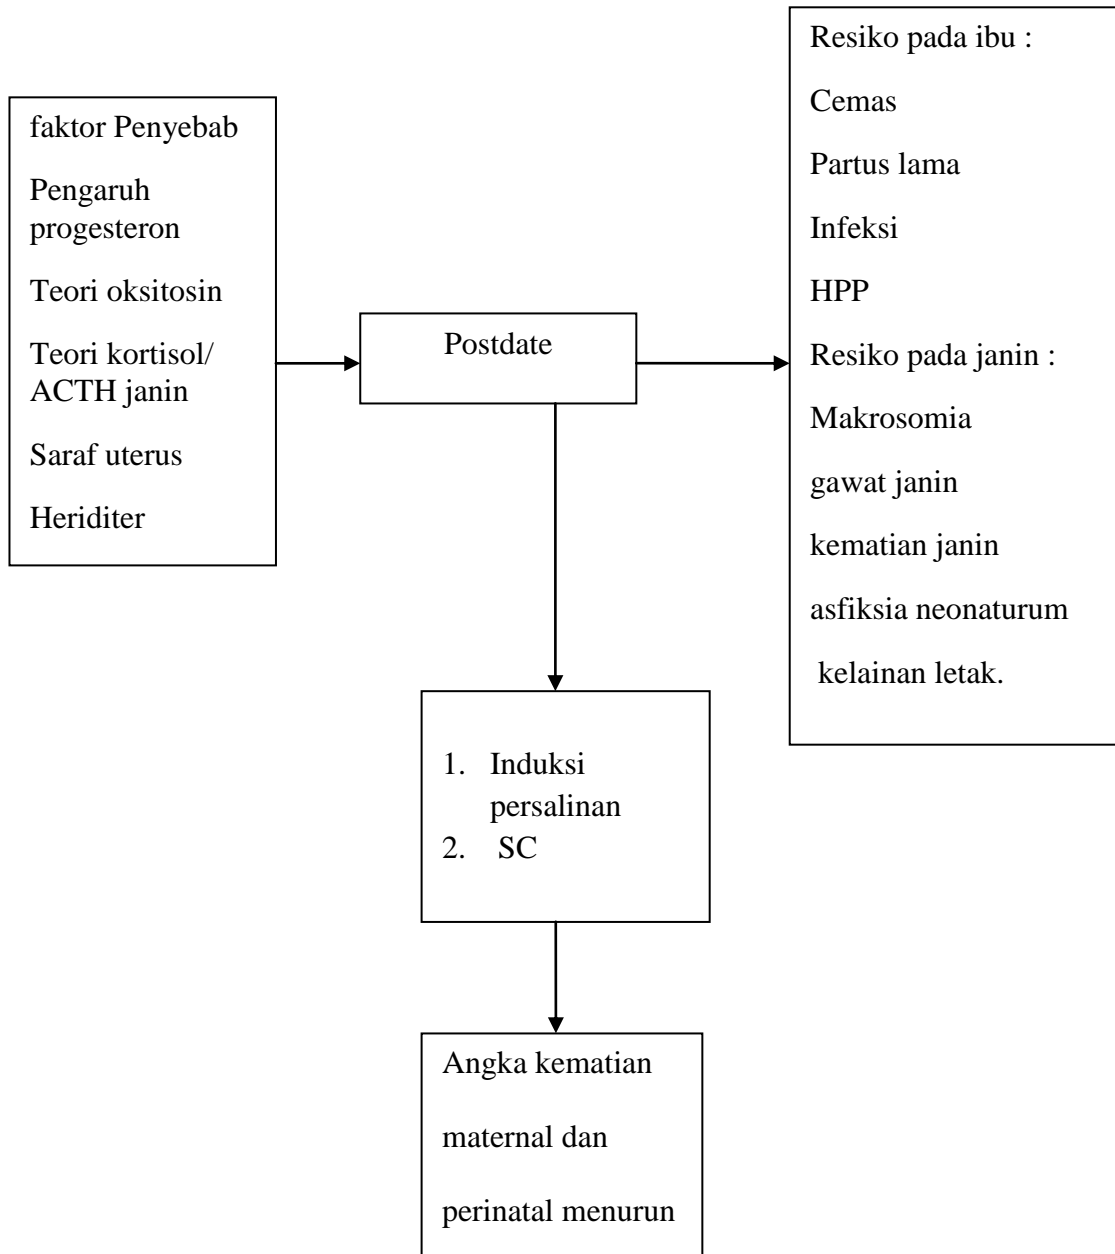 faktor Penyebab
Pengaruh
progesteron
Teori oksitosin
Teori kortisol/
ACTH janin
Saraf uterus
Heriditer
Postdate
Resiko pada ibu :
Cemas
Partus lama
Infeksi
HPP
Resiko pada janin :
Makrosomia
gawat janin
kematian janin
asfiksia neonaturum
kelainan letak.
1. Induksi
persalinan
2. SC
Angka kematian
maternal dan
perinatal menurun